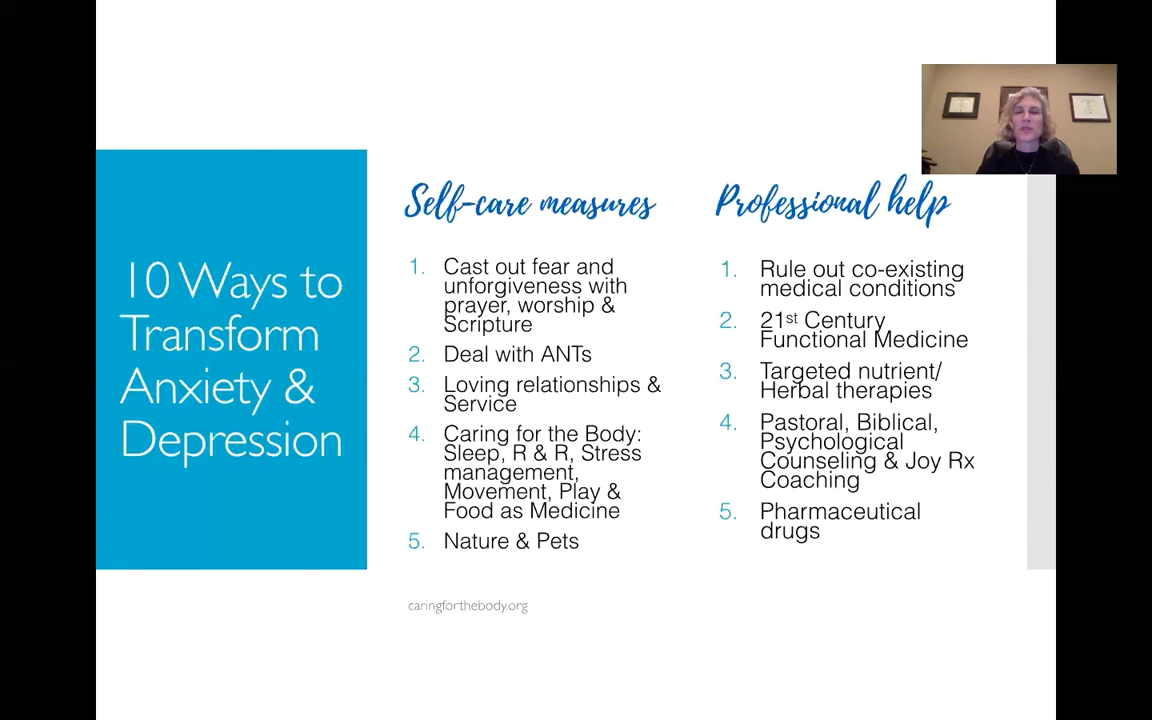 10 Ways to
Transform
Anxiety &
Depression
Self-care measures
1. Cast out fear and
unforgiveness with
prayer, worship &
Scripture
2. Deal with ANTs
3. Loving relationships &
Service
4. Caring for the Body:
Sleep, R & R, Stress
management,
Movement, Play &
Food as Medicine
5. Nature & Pets
Professional help
1. Rule out co-existing
medical conditions
2. 21st Century
Functional Medicine
3. Targeted nutrient/
Herbal therapies
4. Pastoral, Biblical,
Psychological
Counseling & Joy Rx
Coaching
5. Pharmaceutical
drugs
caringforthebody.org